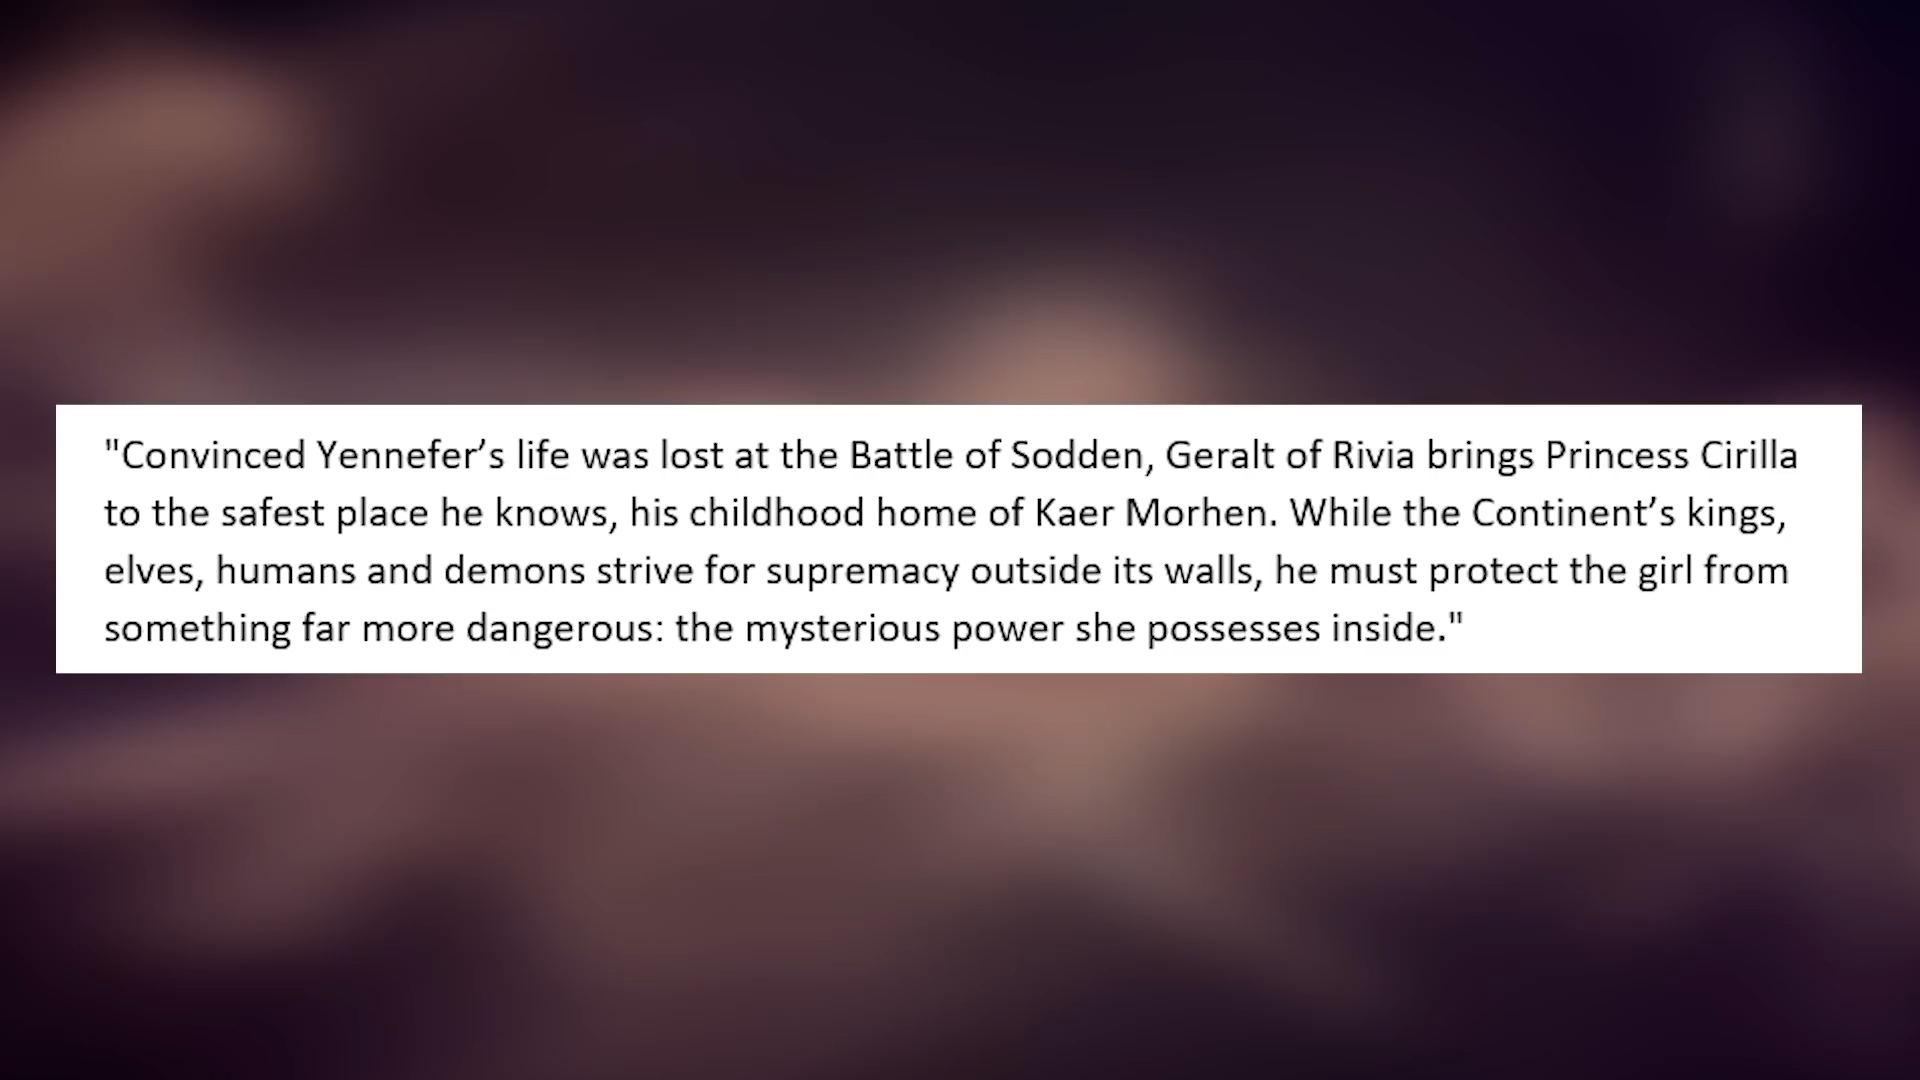 "Convinced Yennefer’s life was lost at the Battle of Sodden, Geralt of Rivia brings Princess Cirilla
to the safest place he knows, his childhood home of Kaer Morhen. While the Continent’s kings,
elves, humans and demons strive for supremacy outside its walls, he must protect the girl from
something far more dangerous: the mysterious power she possesses inside."